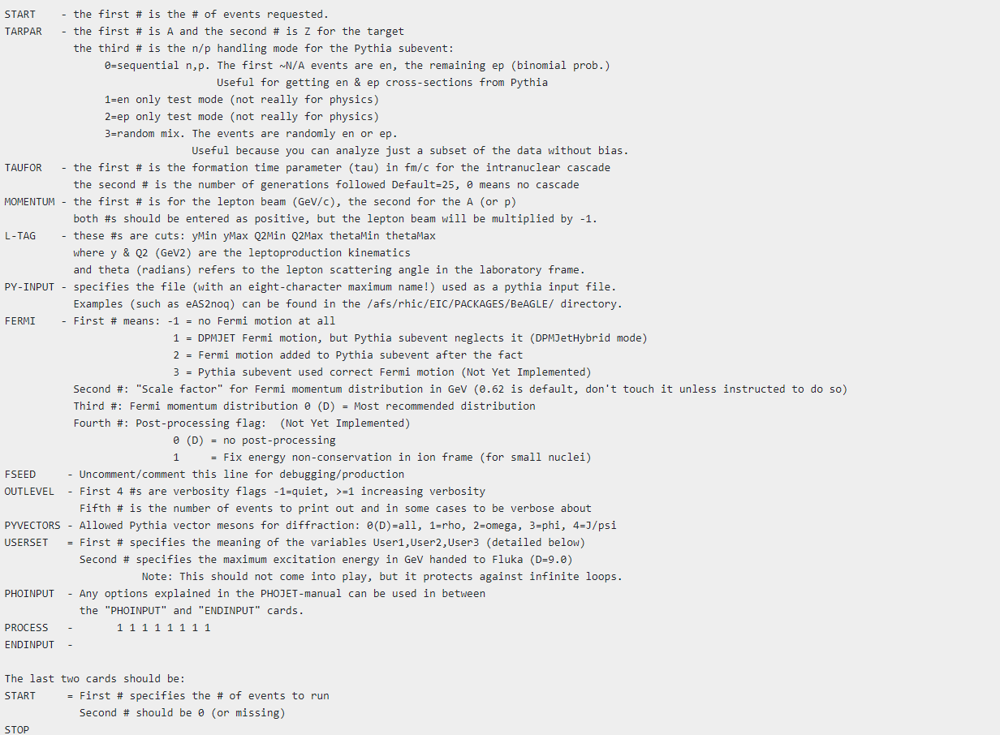 START    - the first # is the # of events requested.
TARPAR   - the first # is A and the second # is Z for the target
           the third # is the n/p handling mode for the Pythia subevent:
                0=sequential n,p. The first ~N/A events are en, the remaining ep (binomial prob.)
                                  Useful for getting en & ep cross-sections from Pythia
                1=en only test mode (not really for physics)
                2=ep only test mode (not really for physics)
                3=random mix. The events are randomly en or ep.
                              Useful because you can analyze just a subset of the data without bias.
TAUFOR   - the first # is the formation time parameter (tau) in fm/c for the intranuclear cascade
           the second # is the number of generations followed Default=25, 0 means no cascade
MOMENTUM - the first # is for the lepton beam (GeV/c), the second for the A (or p)
           both #s should be entered as positive, but the lepton beam will be multiplied by -1.
L-TAG    - these #s are cuts: yMin yMax Q2Min Q2Max thetaMin thetaMax
           where y & Q2 (GeV2) are the leptoproduction kinematics
           and theta (radians) refers to the lepton scattering angle in the laboratory frame.
PY-INPUT - specifies the file (with an eight-character maximum name!) used as a pythia input file.
           Examples (such as eAS2noq) can be found in the /afs/rhic/EIC/PACKAGES/BeAGLE/ directory.
FERMI    - First # means: -1 = no Fermi motion at all
                           1 = DPMJET Fermi motion, but Pythia subevent neglects it (DPMJetHybrid mode)
                           2 = Fermi motion added to Pythia subevent after the fact
                           3 = Pythia subevent used correct Fermi motion (Not Yet Implemented)
           Second #: "Scale factor" for Fermi momentum distribution in GeV (0.62 is default, don't touch it unless instructed to do so)
           Third #: Fermi momentum distribution 0 (D) = Most recommended distribution
           Fourth #: Post-processing flag:  (Not Yet Implemented)
                           0 (D) = no post-processing
                           1     = Fix energy non-conservation in ion frame (for small nuclei)
FSEED     - Uncomment/comment this line for debugging/production
OUTLEVEL  - First 4 #s are verbosity flags -1=quiet, >=1 increasing verbosity
            Fifth # is the number of events to print out and in some cases to be verbose about
PYVECTORS - Allowed Pythia vector mesons for diffraction: 0(D)=all, 1=rho, 2=omega, 3=phi, 4=J/psi
USERSET   = First # specifies the meaning of the variables User1,User2,User3 (detailed below)
            Second # specifies the maximum excitation energy in GeV handed to Fluka (D=9.0)
                      Note: This should not come into play, but it protects against infinite loops.
PHOINPUT  - Any options explained in the PHOJET-manual can be used in between
            the "PHOINPUT" and "ENDINPUT" cards.
PROCESS   -       1 1 1 1 1 1 1 1
ENDINPUT  -
The last two cards should be:
START     = First # specifies the # of events to run
            Second # should be 0 (or missing)
STOP